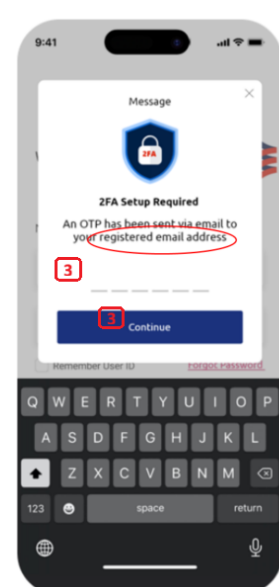 9:41
Message
2FA
2FA Setup Required
An OTP has been sent via email to
your registered email address
3
3
Continue
Remember User ID Forgot Password
Q W E R T Y U I O P
A S D F G H J K L
Z X C V B N M
123 space return